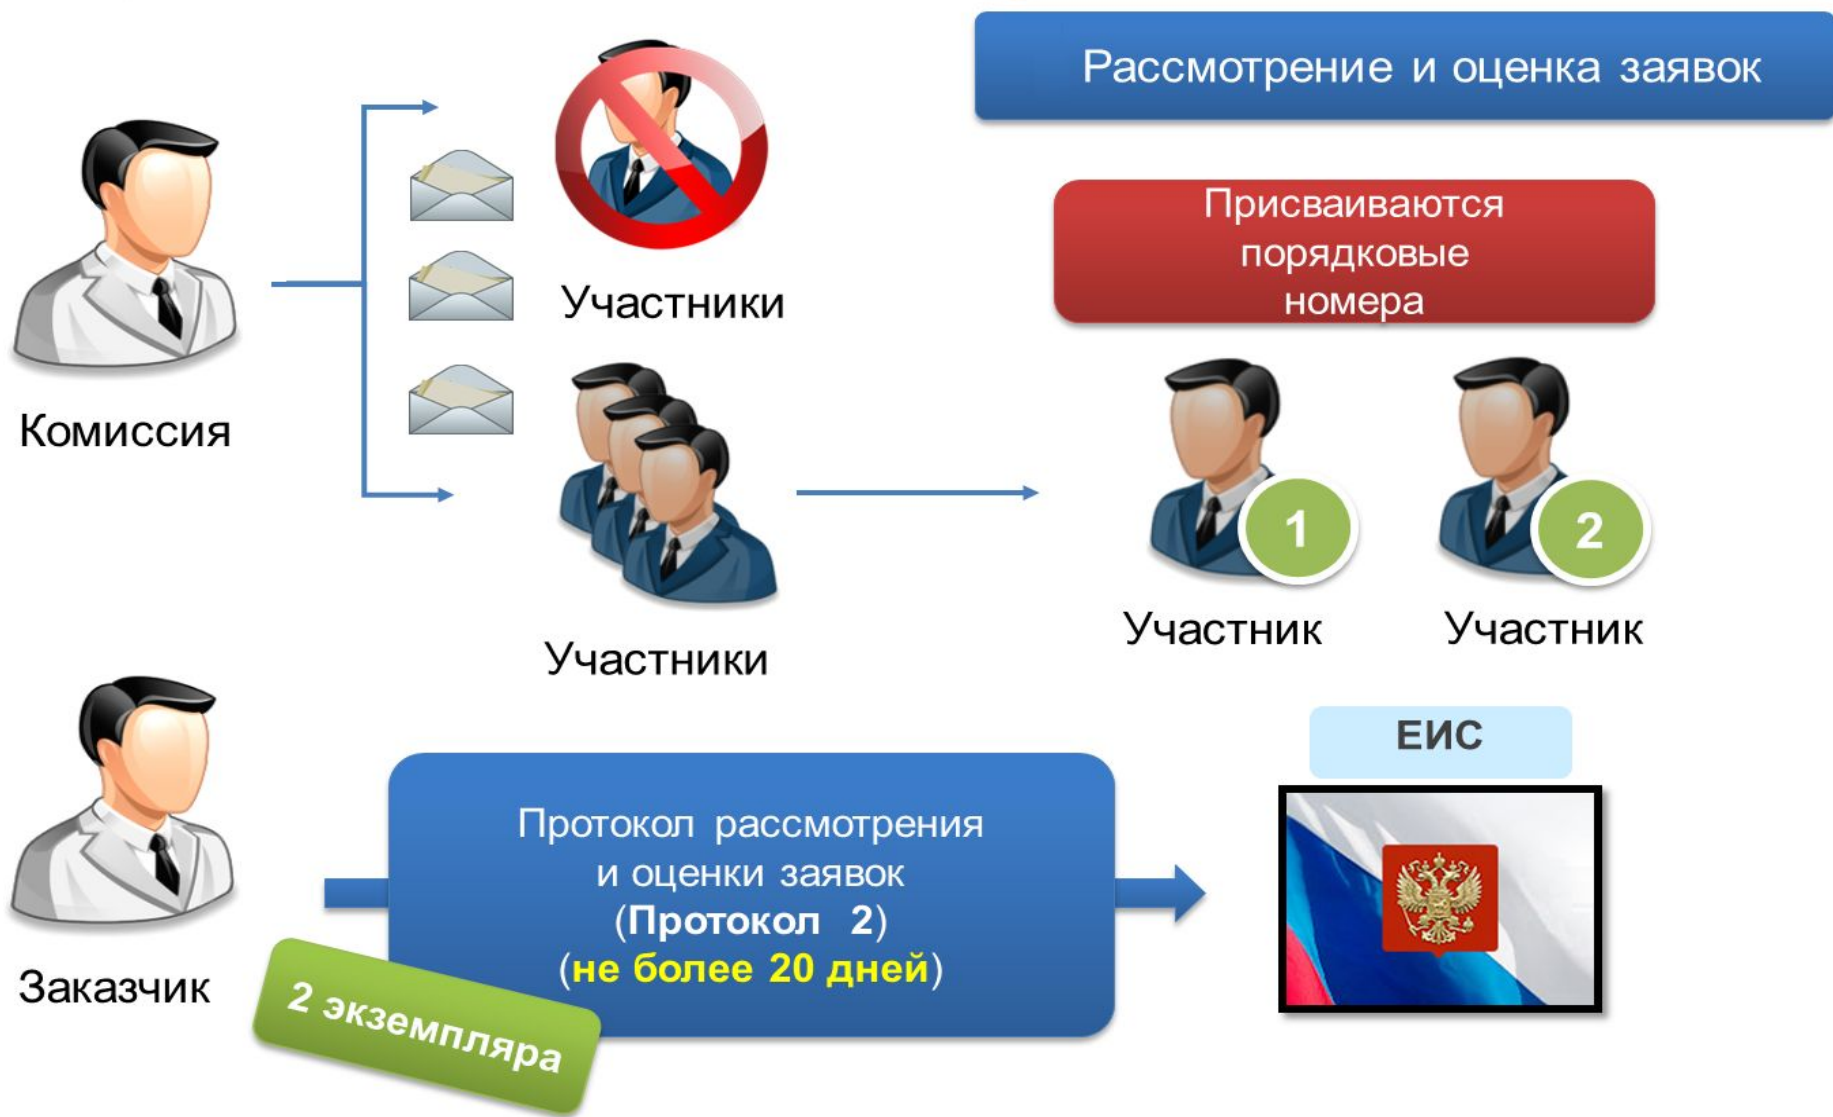 Рассмотрение и оценка заявок
Присваиваются
порядковые
номера
Участники
Комиссия
1
2
Участник
Участник
Участники
ЕИС
Протокол рассмотрения
и оценки заявок
(Протокол 2)
(не более 20 дней)
Заказчик
2 экземпляра